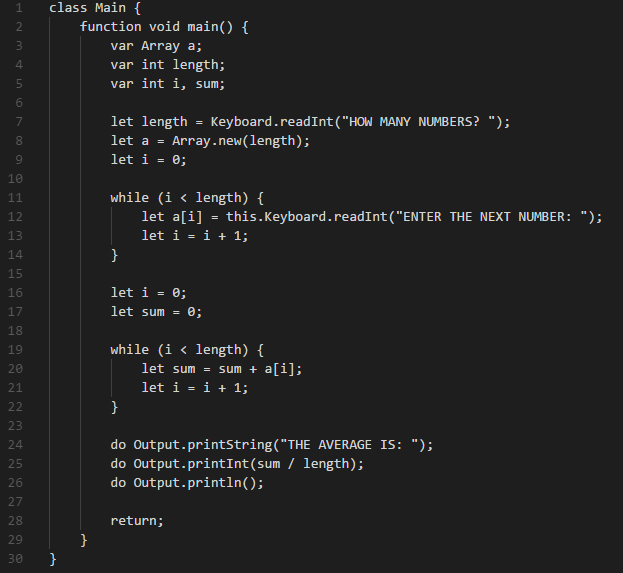 1 class Main {
2     function void main() {
3         var Array a;
4         var int length;
5         var int i, sum;
6
7         let length = Keyboard.readInt("HOW MANY NUMBERS? ");
8         let a = Array.new(length);
9         let i = 0;
10
11         while (i < length) {
12             let a[i] = this.Keyboard.readInt("ENTER THE NEXT NUMBER: ");
13             let i = i + 1;
14         }
15
16         let i = 0;
17         let sum = 0;
18
19         while (i < length) {
20             let sum = sum + a[i];
21             let i = i + 1;
22         }
23
24         do Output.printString("THE AVERAGE IS: ");
25         do Output.printInt(sum / length);
26         do Output.println();
27
28         return;
29     }
30 }